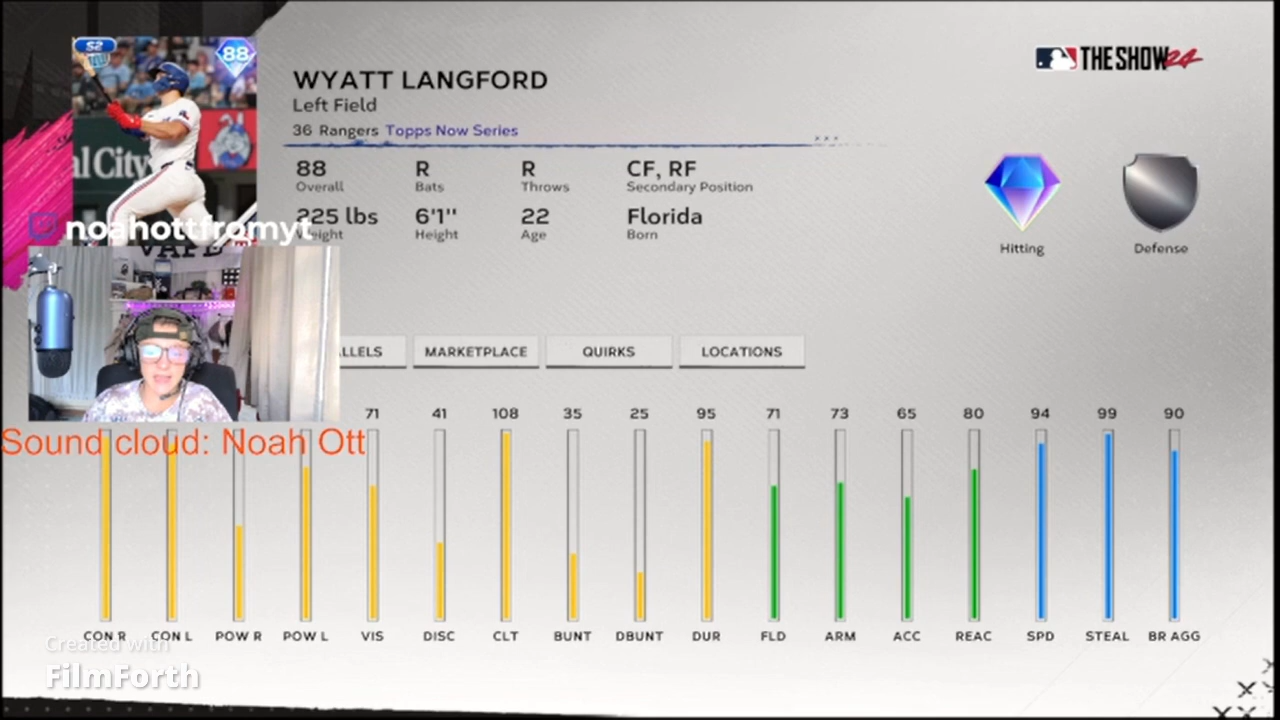 S2
88
THE SHOW 24
WYATT LANGFORD
Left Field
36 Rangers Topps Now Series
88 R R CF, RF
Overall Bats Throws Secondary Position
225 lbs 6'1" 22 Florida
Height Age Born
Hitting Defense
al City
noahottfromyt
VAPE
MARKETPLACE QUIRKS LOCATIONS
71 41 108 35 25 95 71 73 65 80 94 99 90
Sound cloud: Noah Ott
CON R CON L POW R POW L VIS DISC CLT BUNT DBUNT DUR FLD ARM ACC REAC SPD STEAL BR AGG
Created with
FilmForth